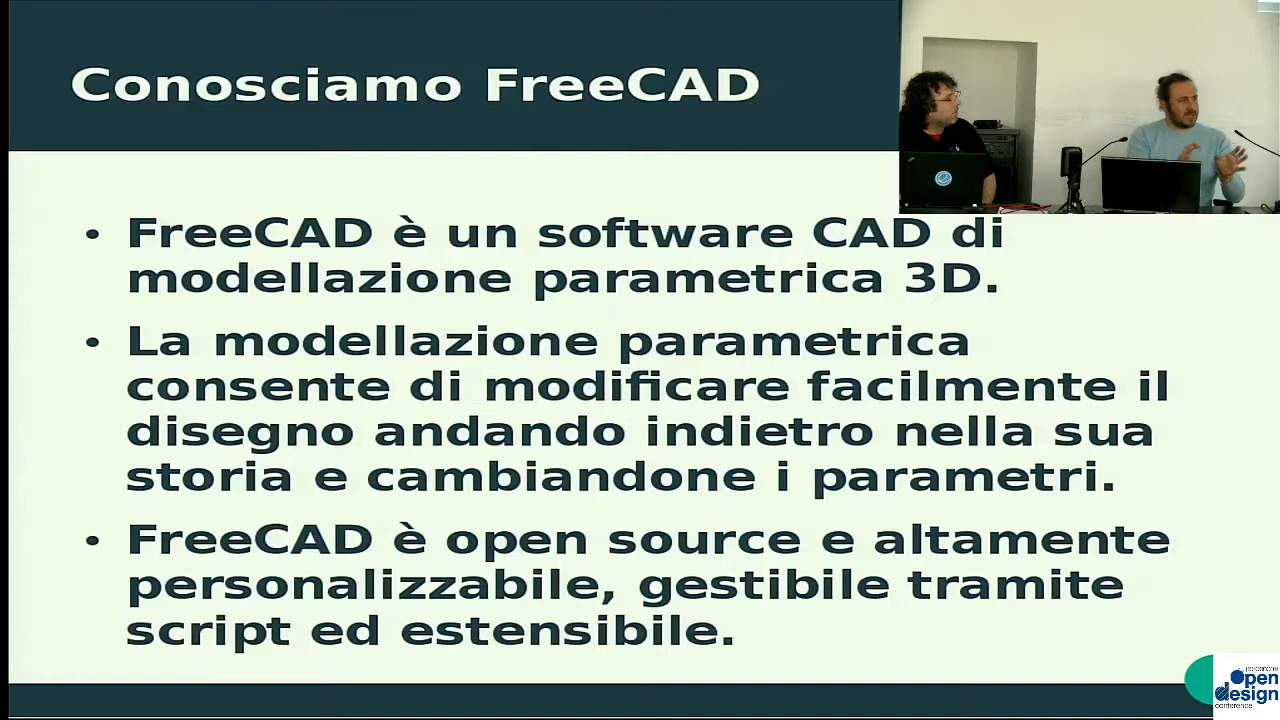 Conosciamo FreeCAD
• FreeCAD è un software CAD di
modellazione parametrica 3D.
• La modellazione parametrica
consente di modificare facilmente il
disegno andando indietro nella sua
storia e cambiandone i parametri.
• FreeCAD è open source e altamente
personalizzabile, gestibile tramite
script ed estensibile.
pordenone
open
design
conference